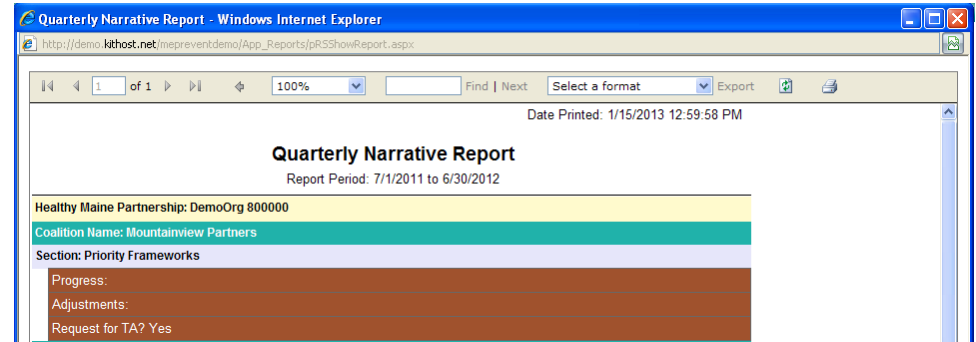 Quarterly Narrative Report - Windows Internet Explorer
http://demo.kithost.net/mepreventdemo/App_Reports/pRSShowReport.aspx
1 of 1 100% Find | Next Select a format Export
Date Printed: 1/15/2013 12:59:58 PM
Quarterly Narrative Report
Report Period: 7/1/2011 to 6/30/2012
Healthy Maine Partnership: DemoOrg 800000
Coalition Name: Mountainview Partners
Section: Priority Frameworks
Progress:
Adjustments:
Request for TA? Yes